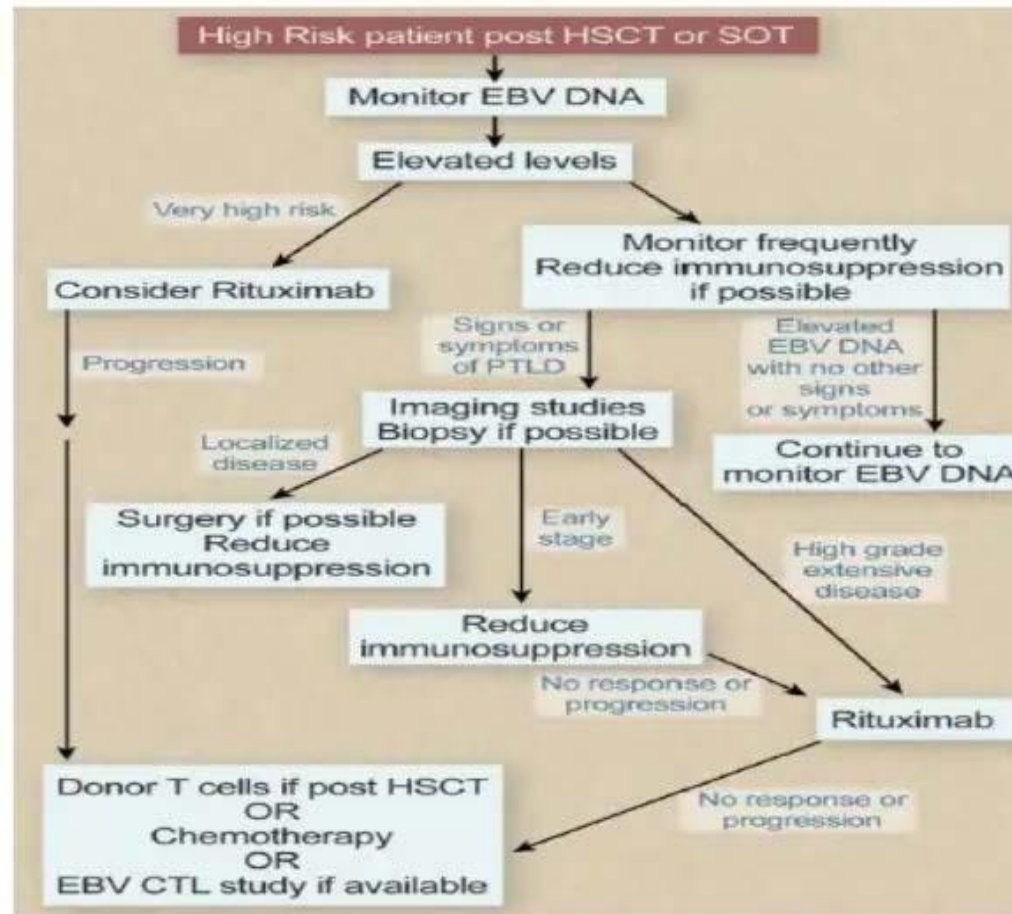 High Risk patient post HSCT or SOT
Monitor EBV DNA
Elevated levels
Very high risk
Consider Rituximab
Monitor frequently
Reduce immunosuppression
if possible
Progression
Signs or
symptoms
of PTLD
Elevated
EBV DNA
with no other
signs
or symptoms
Imaging studies
Biopsy if possible
Continue to
monitor EBV DNA
Localized
disease
Surgery if possible
Reduce
immunosuppression
Early
stage
High grade
extensive
disease
Reduce
immunosuppression
No response or
progression
Rituximab
Donor T cells if post HSCT
OR
Chemotherapy
OR
EBV CTL study if available
No response or
progression